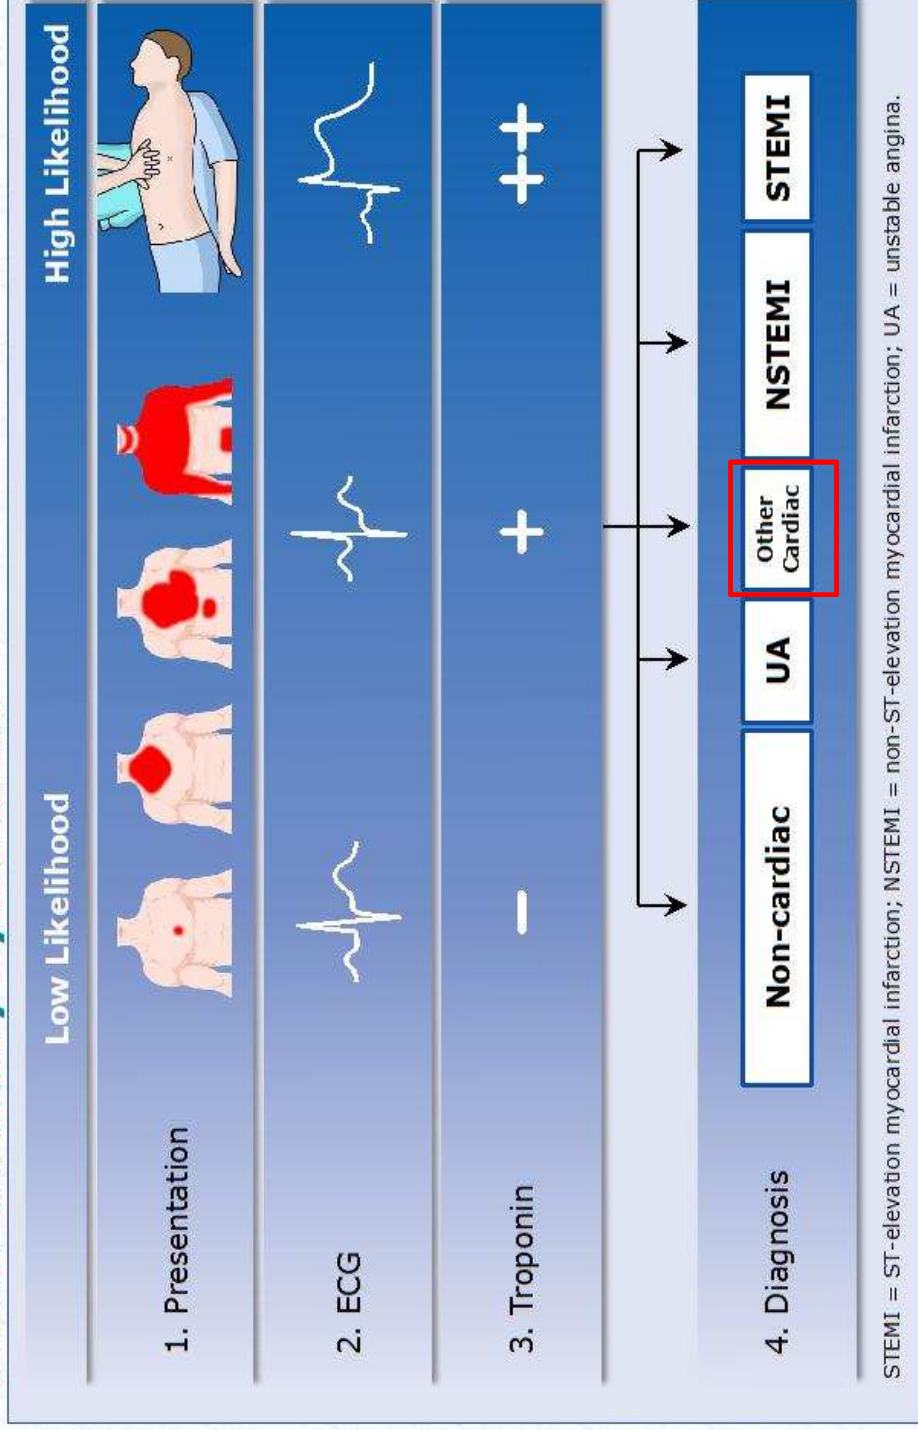 Low Likelihood High Likelihood
1. Presentation
2. ECG
3. Troponin
− + ++
4. Diagnosis
Non-cardiac
UA
Other
Cardiac
NSTEMI
STEMI
STEMI = ST-elevation myocardial infarction; NSTEMI = non-ST-elevation myocardial infarction; UA = unstable angina.